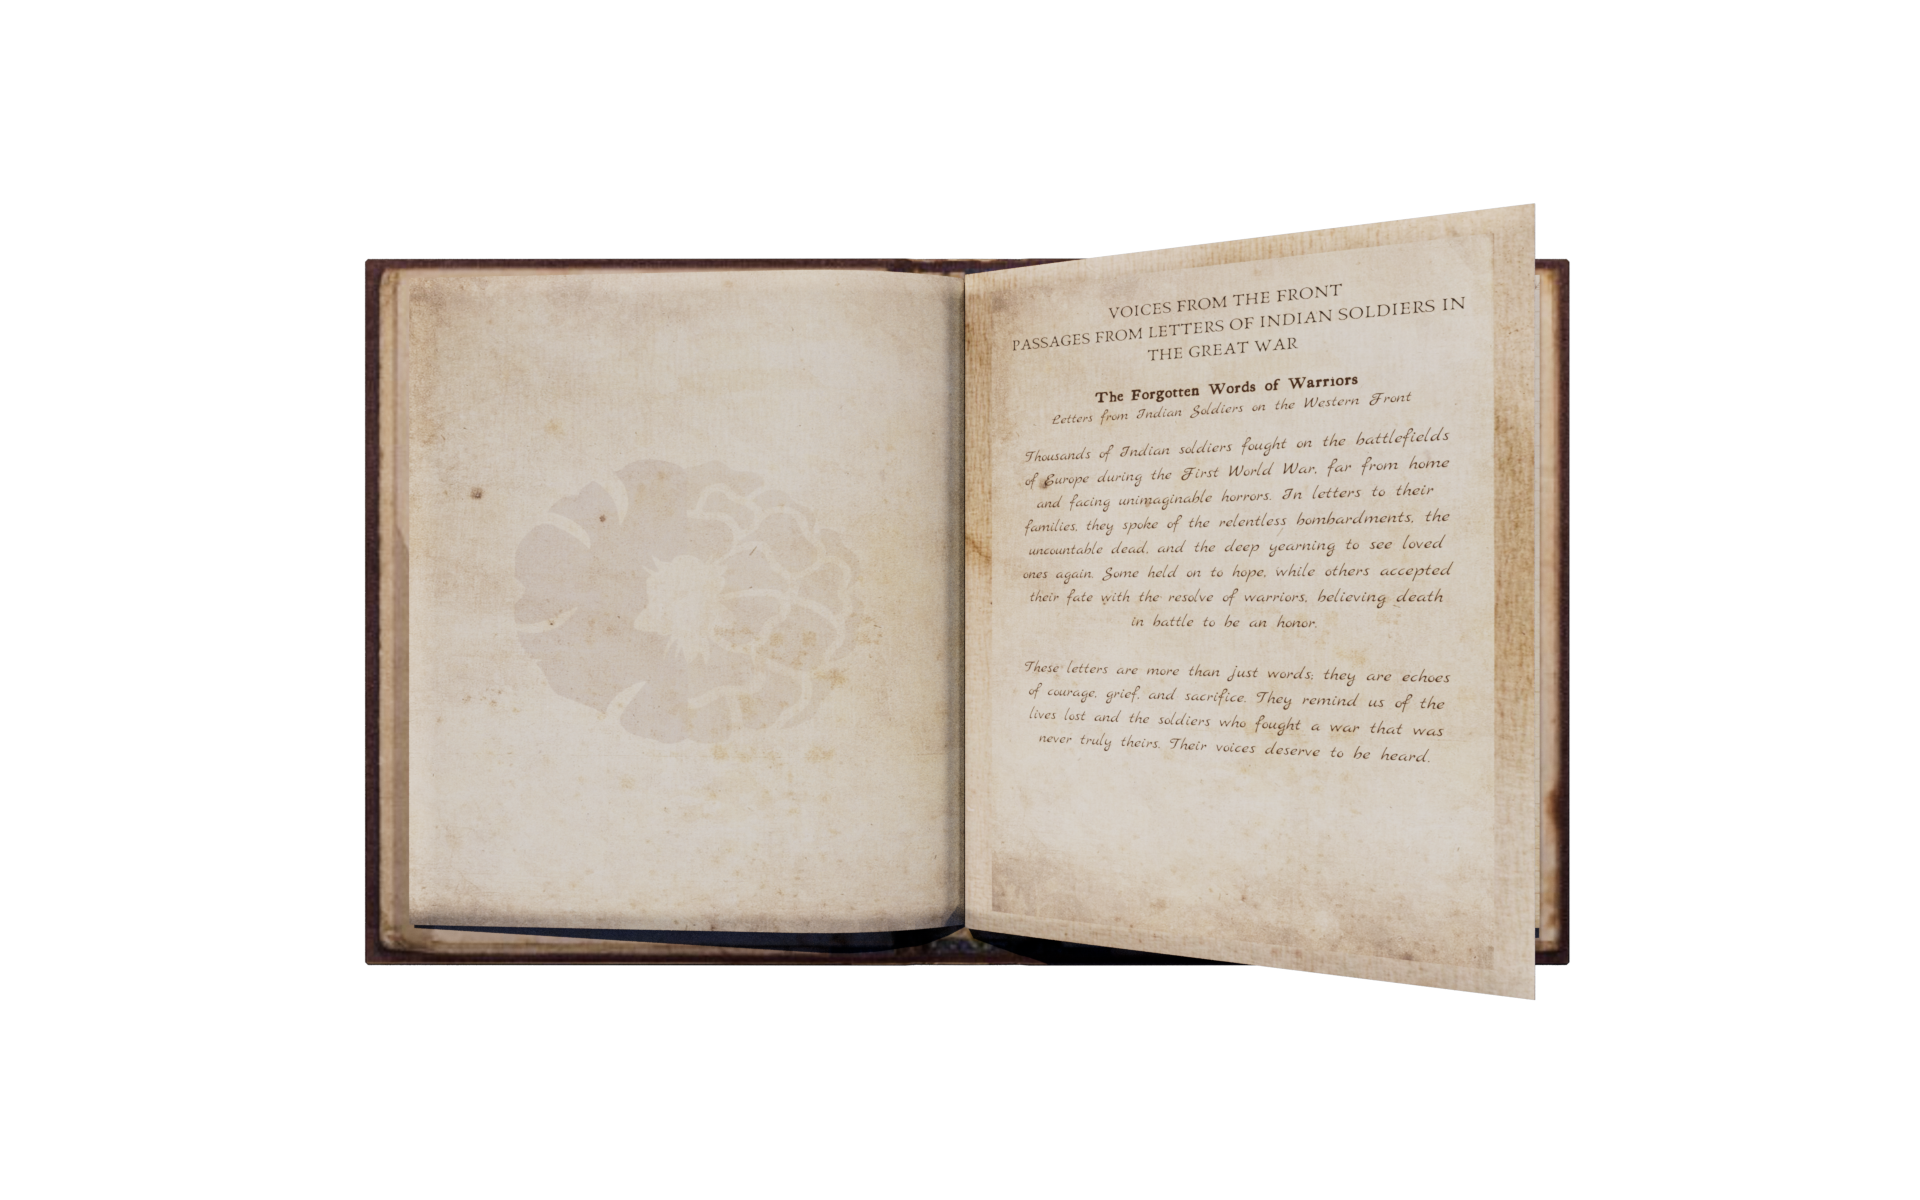 VOICES FROM THE FRONT
PASSAGES FROM LETTERS OF INDIAN SOLDIERS IN
THE GREAT WAR
The Forgotten Words of Warriors
Letters from Indian Soldiers on the Western Front
Thousands of Indian soldiers fought on the battlefields
of Europe during the First World War, far from home
and facing unimaginable horrors. In letters to their
families, they spoke of the relentless bombardments, the
uncountable dead, and the deep yearning to see loved
ones again. Some held on to hope, while others accepted
their fate with the resolve of warriors, believing death
in battle to be an honor.
These letters are more than just words; they are echoes
of courage, grief, and sacrifice. They remind us of the
lives lost and the soldiers who fought a war that was
never truly theirs. Their voices deserve to be heard.